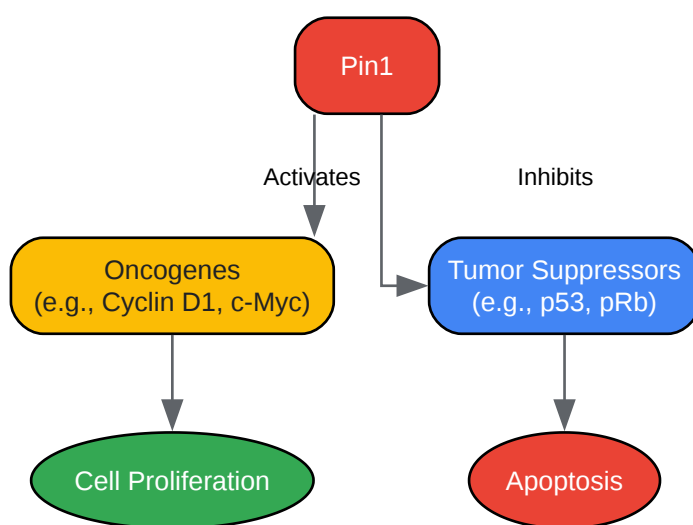 Pin1
Activates
Inhibits
Oncogenes
(e.g., Cyclin D1, c-Myc)
Tumor Suppressors
(e.g., p53, pRb)
Cell Proliferation
Apoptosis